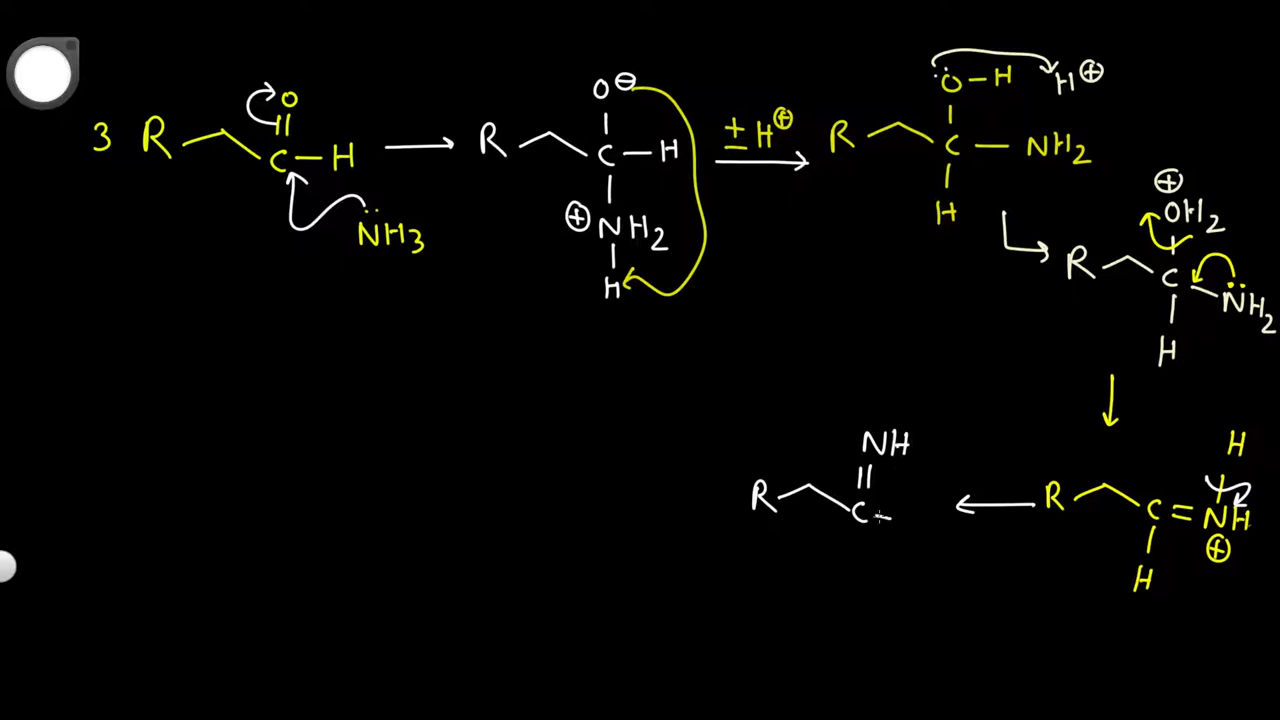 3 R C O H
NH3
R O⊖ C H
⊕NH2
H
±H⊕
R :O-H C NH2
H
H⊕
⊕
OH2
R C NH2
H
R C=NH
H
⊕
H
NH
R C-